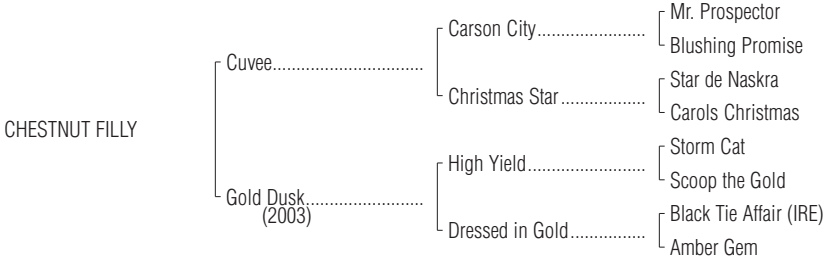 Mr. Prospector
Carson City
Blushing Promise
Cuvee
Star de Naskra
Christmas Star
Carols Christmas
CHESTNUT FILLY
Storm Cat
High Yield
Scoop the Gold
Gold Dusk
(2003)
Black Tie Affair (IRE)
Dressed in Gold
Amber Gem